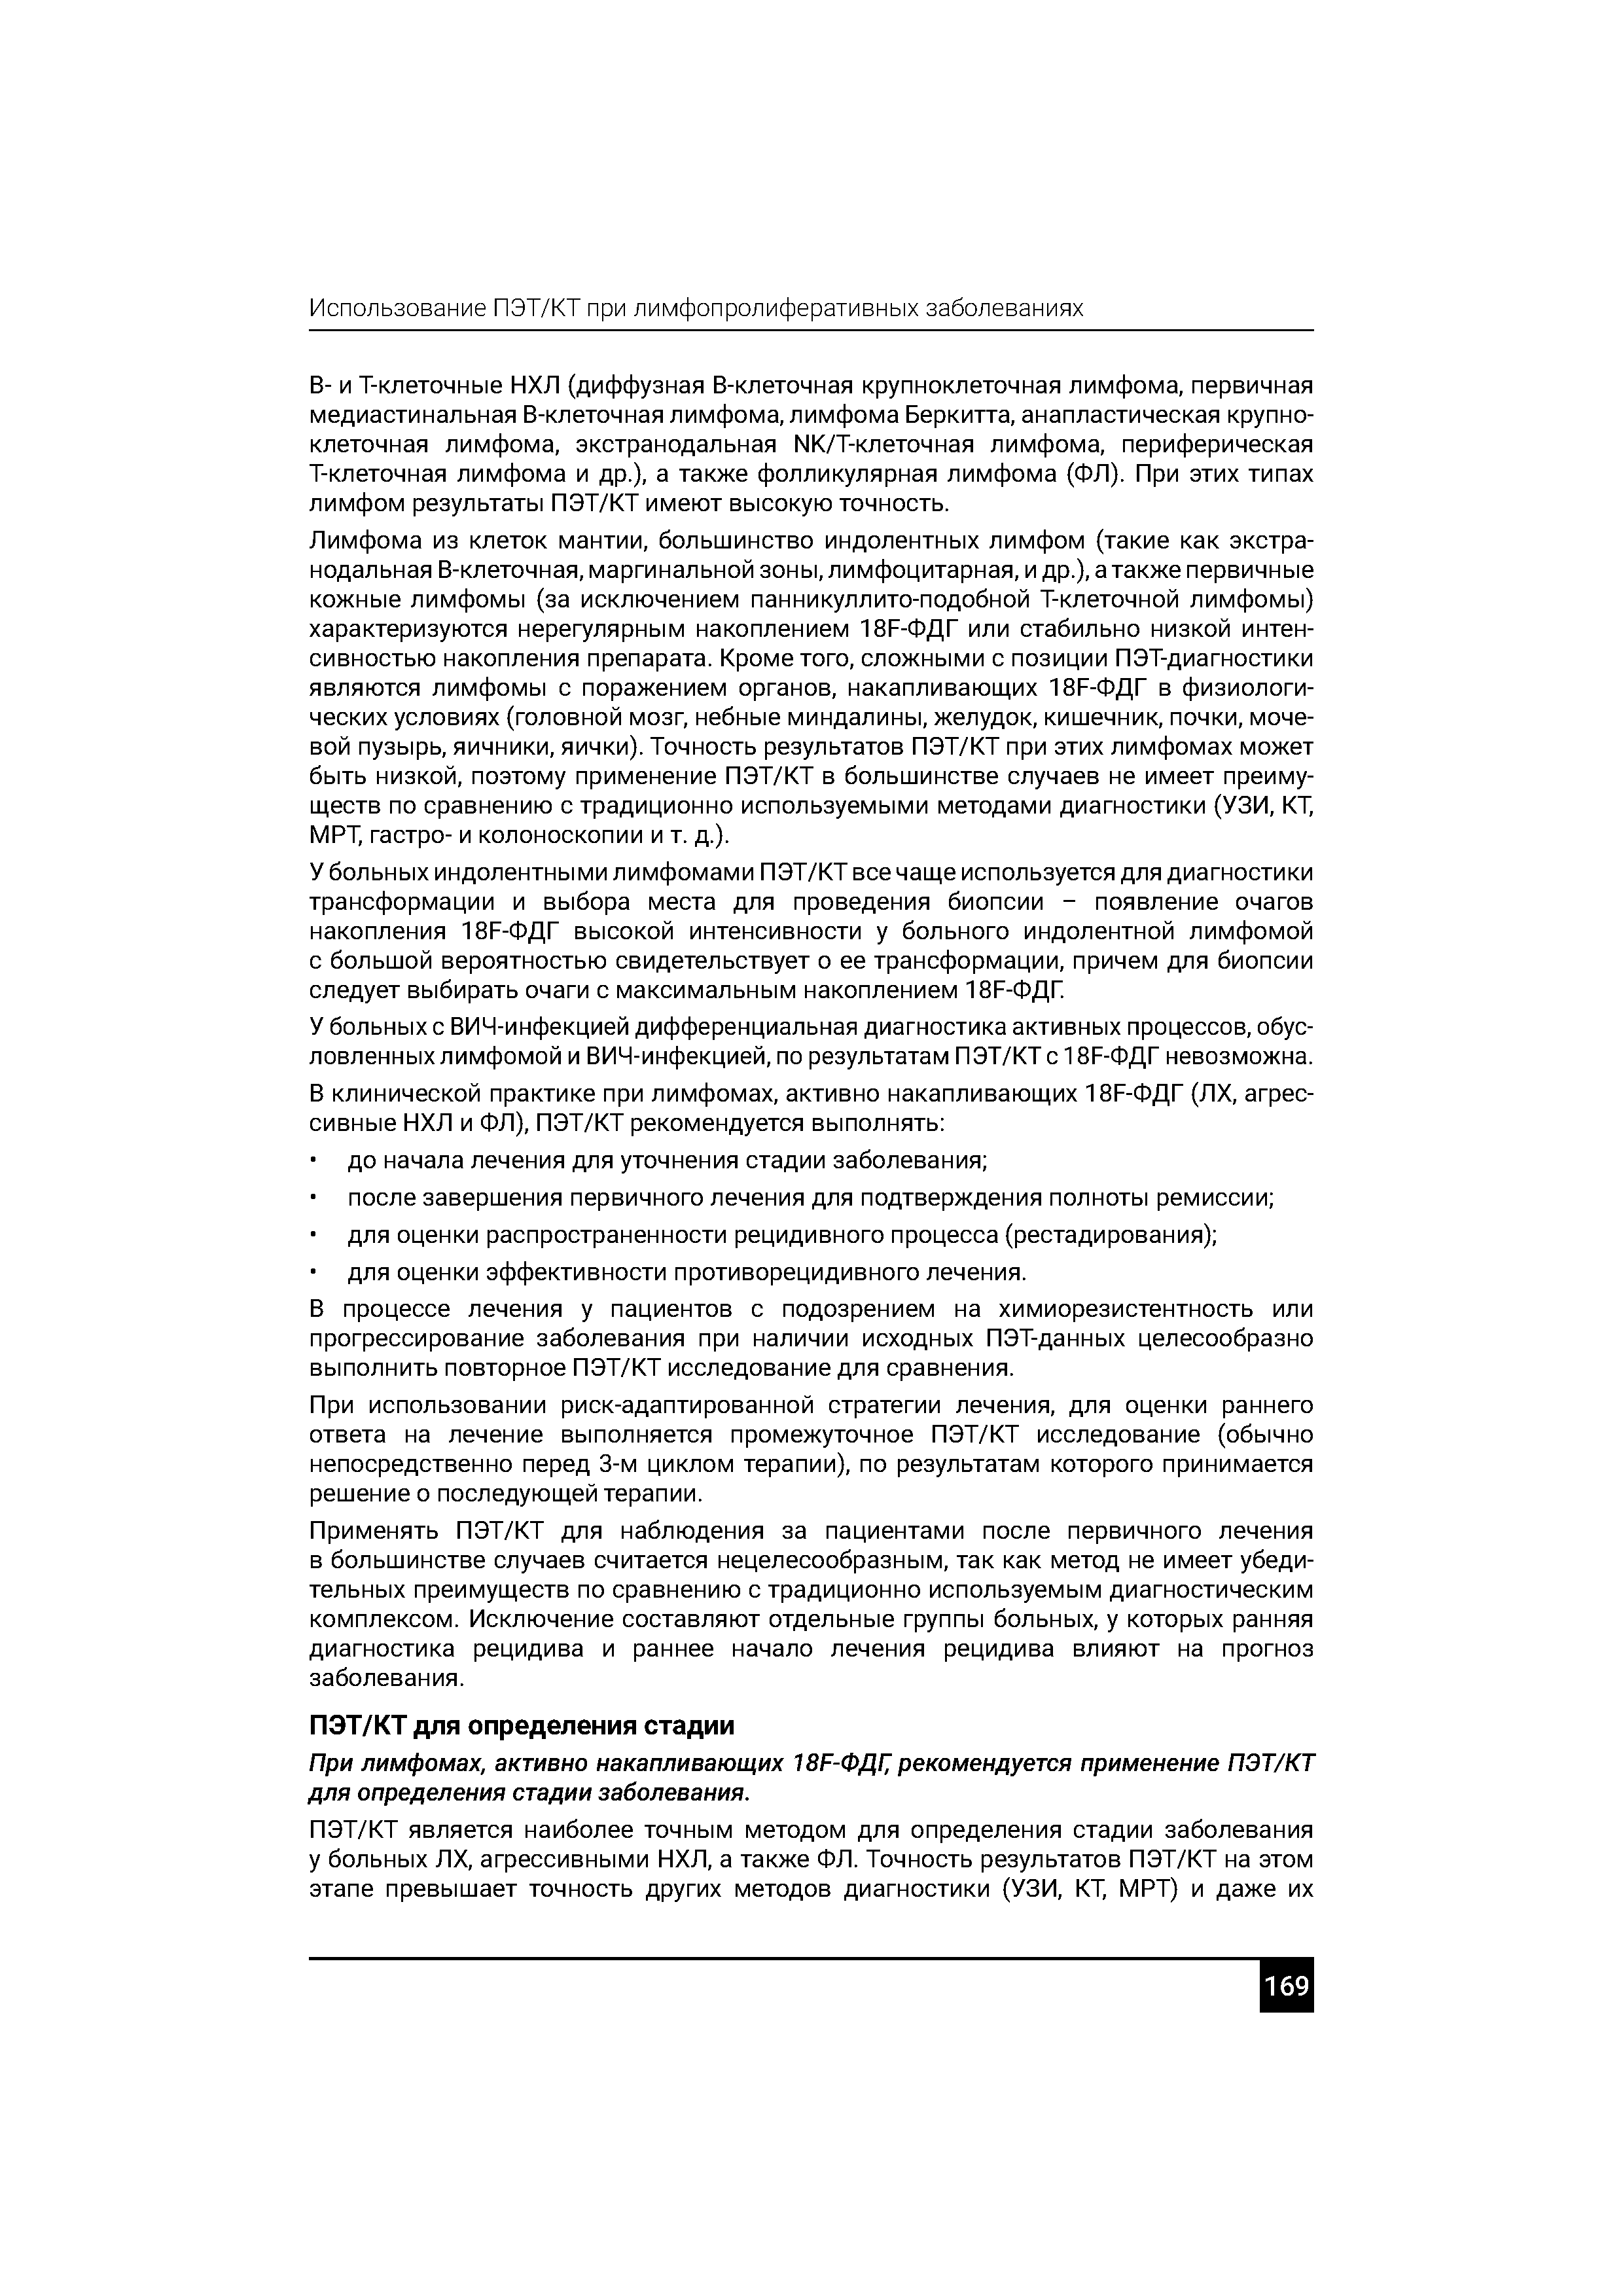 Использование ПЭТ/КТ при лимфопролиферативных заболеваниях
В- и Т-клеточные НХЛ (диффузная В-клеточная крупноклеточная лимфома, первичная
медиастинальная В-клеточная лимфома, лимфома Беркитта, анапластическая крупно-
клеточная лимфома, экстранодальная NK/T-клеточная лимфома, периферическая
Т-клеточная лимфома и др.), а также фолликулярная лимфома (ФЛ). При этих типах
лимфом результаты ПЭТ/КТ имеют высокую точность.
Лимфома из клеток мантии, большинство индолентных лимфом (такие как экстра-
нодальная В-клеточная, маргинальной зоны, лимфоцитарная, и др.), а также первичные
кожные лимфомы (за исключением панникуллито-подобной Т-клеточной лимфомы)
характеризуются нерегулярным накоплением 18F-ФДГ или стабильно низкой интен-
сивностью накопления препарата. Кроме того, сложными с позиции ПЭТ-диагностики
являются лимфомы с поражением органов, накапливающих 18F-ФДГ в физиологи-
ческих условиях (головной мозг, небные миндалины, желудок, кишечник, почки, моче-
вой пузырь, яичники, яички). Точность результатов ПЭТ/КТ при этих лимфомах может
быть низкой, поэтому применение ПЭТ/КТ в большинстве случаев не имеет преиму-
ществ по сравнению с традиционно используемыми методами диагностики (УЗИ, КТ,
МРТ, гастро- и колоноскопии и т. д.).
У больных индолентными лимфомами ПЭТ/КТ все чаще используется для диагностики
трансформации и выбора места для проведения биопсии – появление очагов
накопления 18F-ФДГ высокой интенсивности у больного индолентной лимфомой
с большой вероятностью свидетельствует о ее трансформации, причем для биопсии
следует выбирать очаги с максимальным накоплением 18F-ФДГ.
У больных с ВИЧ-инфекцией дифференциальная диагностика активных процессов, обус-
ловленных лимфомой и ВИЧ-инфекцией, по результатам ПЭТ/КТ с 18F-ФДГ невозможна.
В клинической практике при лимфомах, активно накапливающих 18F-ФДГ (ЛХ, агрес-
сивные НХЛ и ФЛ), ПЭТ/КТ рекомендуется выполнять:
• до начала лечения для уточнения стадии заболевания;
• после завершения первичного лечения для подтверждения полноты ремиссии;
• для оценки распространенности рецидивного процесса (рестадирования);
• для оценки эффективности противорецидивного лечения.
В процессе лечения у пациентов с подозрением на химиорезистентность или
прогрессирование заболевания при наличии исходных ПЭТ-данных целесообразно
выполнить повторное ПЭТ/КТ исследование для сравнения.
При использовании риск-адаптированной стратегии лечения, для оценки раннего
ответа на лечение выполняется промежуточное ПЭТ/КТ исследование (обычно
непосредственно перед 3-м циклом терапии), по результатам которого принимается
решение о последующей терапии.
Применять ПЭТ/КТ для наблюдения за пациентами после первичного лечения
в большинстве случаев считается нецелесообразным, так как метод не имеет убеди-
тельных преимуществ по сравнению с традиционно используемым диагностическим
комплексом. Исключение составляют отдельные группы больных, у которых ранняя
диагностика рецидива и раннее начало лечения рецидива влияют на прогноз
заболевания.
ПЭТ/КТ для определения стадии
При лимфомах, активно накапливающих 18F-ФДГ, рекомендуется применение ПЭТ/КТ
для определения стадии заболевания.
ПЭТ/КТ является наиболее точным методом для определения стадии заболевания
у больных ЛХ, агрессивными НХЛ, а также ФЛ. Точность результатов ПЭТ/КТ на этом
этапе превышает точность других методов диагностики (УЗИ, КТ, МРТ) и даже их
169